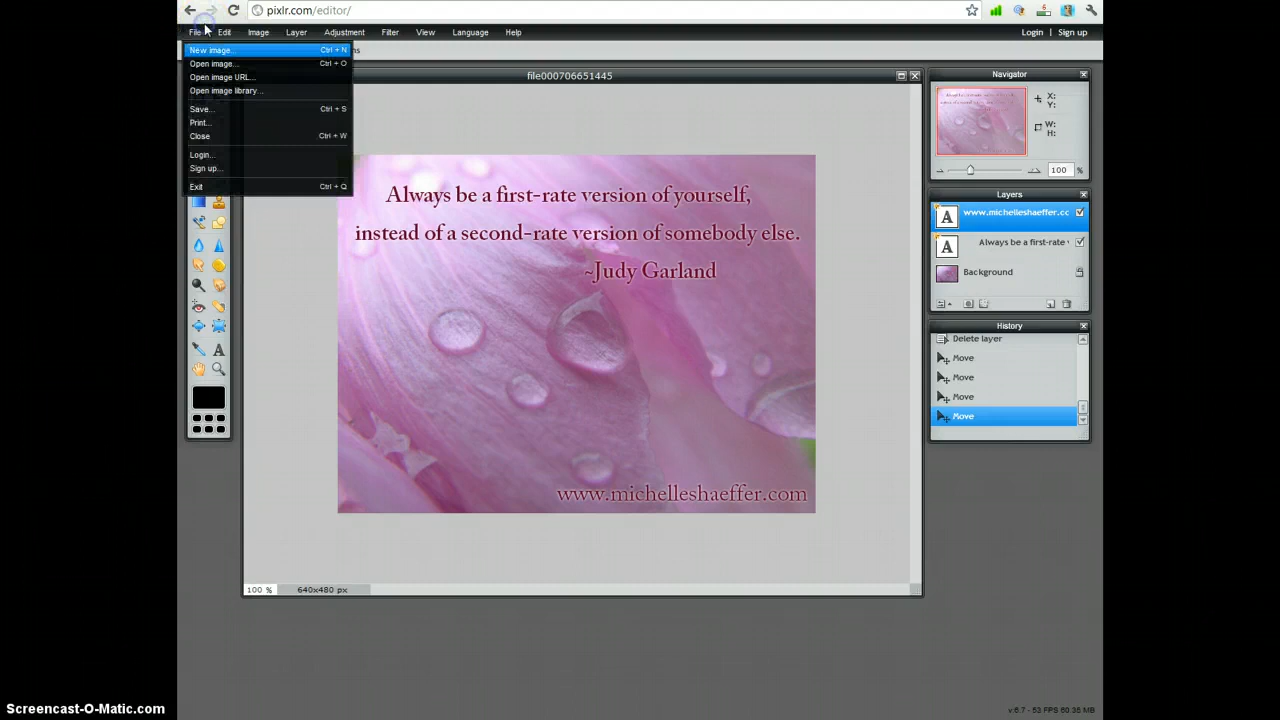 pixlr.com/editor/
File Edit Image Layer Adjustment Filter View Language Help Login Sign up
New image... Ctrl + N
Open image... Ctrl + O
Open image URL...
Open image library...
Save... Ctrl + S
Print...
Close Ctrl + W
Login...
Sign up...
Exit Ctrl + Q
file000706651445
Always be a first-rate version of yourself,
instead of a second-rate version of somebody else.
~Judy Garland
www.michelleshaeffer.com
100 % 640x480 px
Navigator
X:
Y:
W:
H:
100 %
Layers
A www.michelleshaeffer.cc
A Always be a first-rate
Background
History
Delete layer
Move
Move
Move
Move
Screencast-O-Matic.com